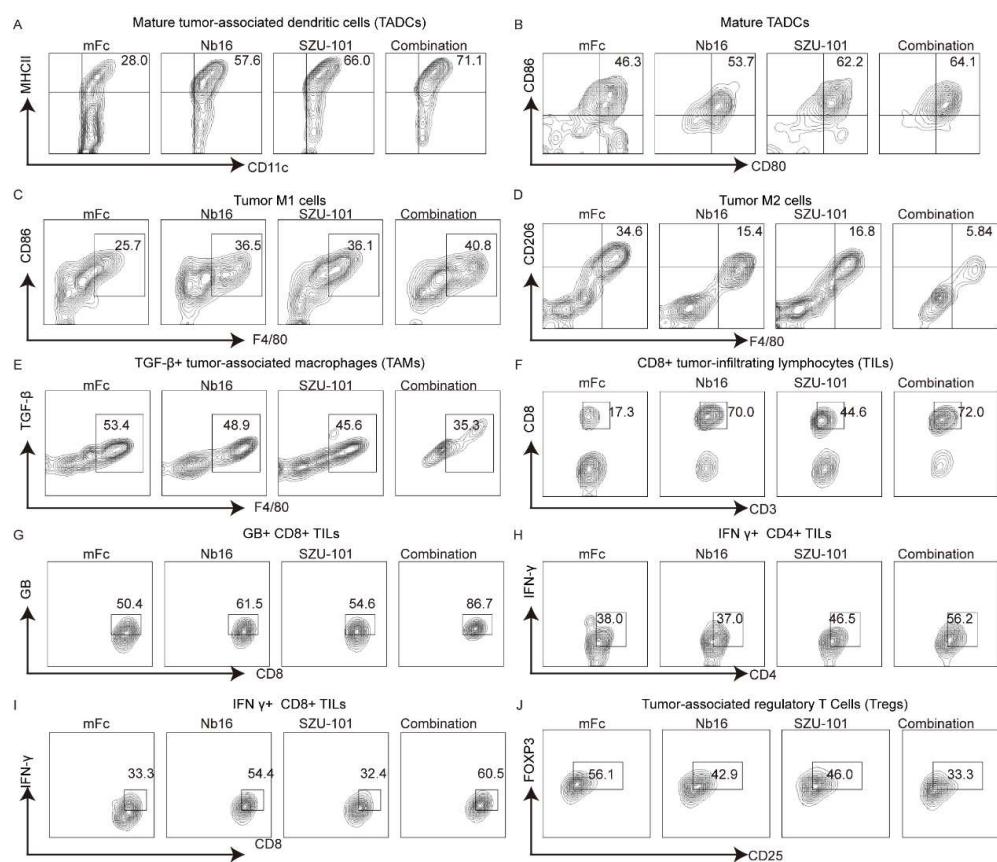 A Mature tumor-associated dendritic cells (TADCs)
mFc Nb16 SZU-101 Combination
28.0 57.6 66.0 71.1
MHCII
CD11c
B Mature TADCs
mFc Nb16 SZU-101 Combination
46.3 53.7 62.2 64.1
CD86
CD80
C Tumor M1 cells
mFc Nb16 SZU-101 Combination
25.7 36.5 36.1 40.8
CD86
F4/80
D Tumor M2 cells
mFc Nb16 SZU-101 Combination
34.6 15.4 16.8 5.84
CD206
F4/80
E TGF-β+ tumor-associated macrophages (TAMs)
mFc Nb16 SZU-101 Combination
53.4 48.9 45.6 35.3
TGF-β
F4/80
F CD8+ tumor-infiltrating lymphocytes (TILs)
mFc Nb16 SZU-101 Combination
17.3 70.0 44.6 72.0
CD8
CD3
G GB+ CD8+ TILs
mFc Nb16 SZU-101 Combination
50.4 61.5 54.6 86.7
GB
CD8
H IFN γ+ CD4+ TILs
mFc Nb16 SZU-101 Combination
38.0 37.0 46.5 56.2
IFN-γ
CD4
I IFN γ+ CD8+ TILs
mFc Nb16 SZU-101 Combination
33.3 54.4 32.4 60.5
IFN-γ
CD8
J Tumor-associated regulatory T Cells (Tregs)
mFc Nb16 SZU-101 Combination
56.1 42.9 46.0 33.3
FOXP3
CD25